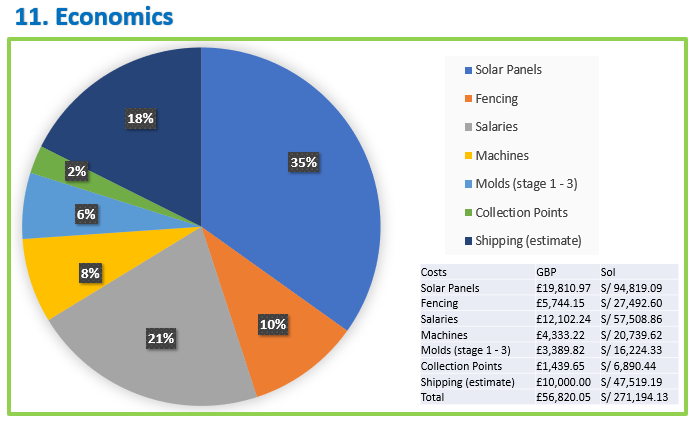 11. Economics
35%
10%
21%
8%
6%
2%
18%
Solar Panels
Fencing
Salaries
Machines
Molds (stage 1 - 3)
Collection Points
Shipping (estimate)
Costs GBP Sol
Solar Panels £19,810.97 S/ 94,819.09
Fencing £5,744.15 S/ 27,492.60
Salaries £12,102.24 S/ 57,508.86
Machines £4,333.22 S/ 20,739.62
Molds (stage 1 - 3) £3,389.82 S/ 16,224.33
Collection Points £1,439.65 S/ 6,890.44
Shipping (estimate) £10,000.00 S/ 47,519.19
Total £56,820.05 S/ 271,194.13